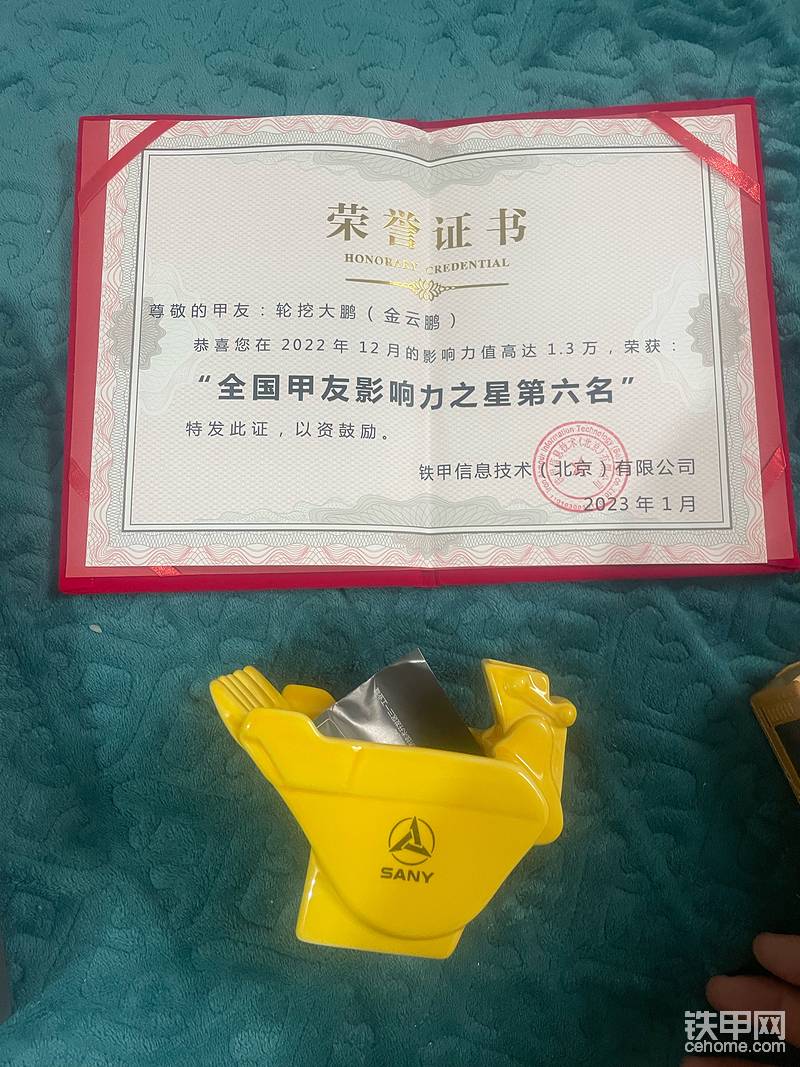 荣誉证书
HONORARY CREDENTIAL
尊敬的甲友：轮挖大鹏（金云鹏）
恭喜您在 2022 年 12 月的影响力值高达 1.3 万，荣获：
“全国甲友影响力之星第六名”
特发此证，以资鼓励。
铁甲信息技术（北京）有限公司
2023 年 1 月
SANY
铁甲网
cehome.com